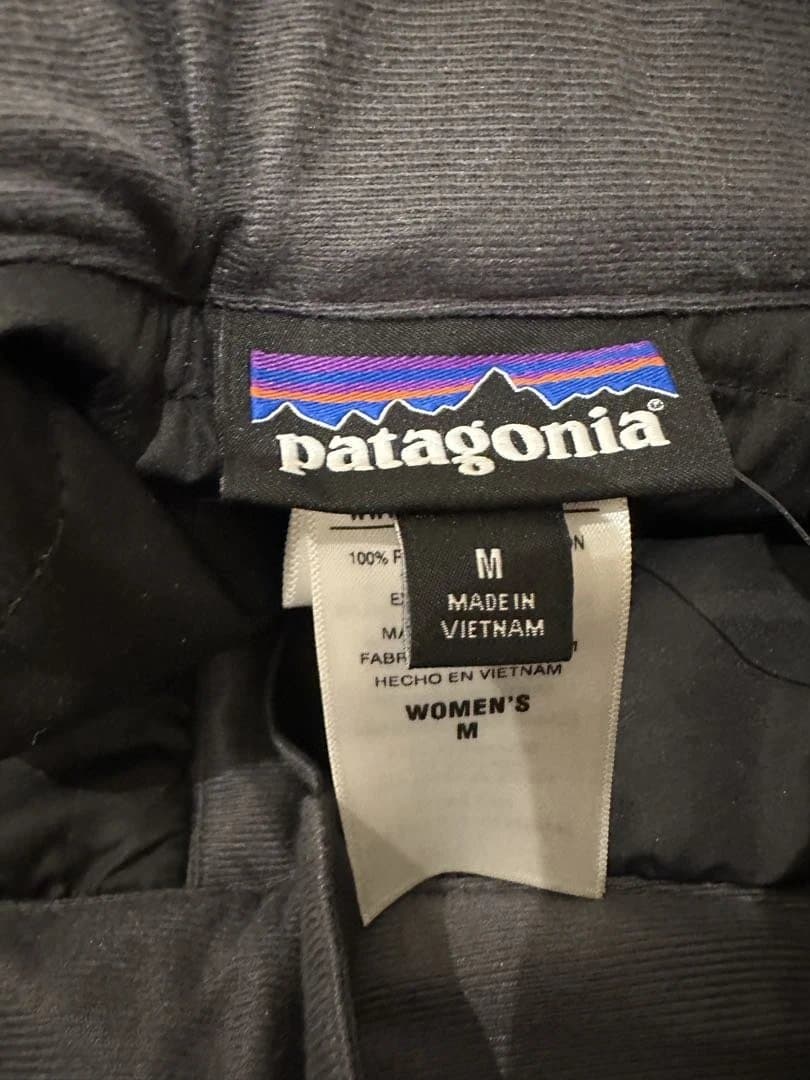 patagonia®
M
MADE IN
VIETNAM
100%
HECHO EN VIETNAM
WOMEN'S
M